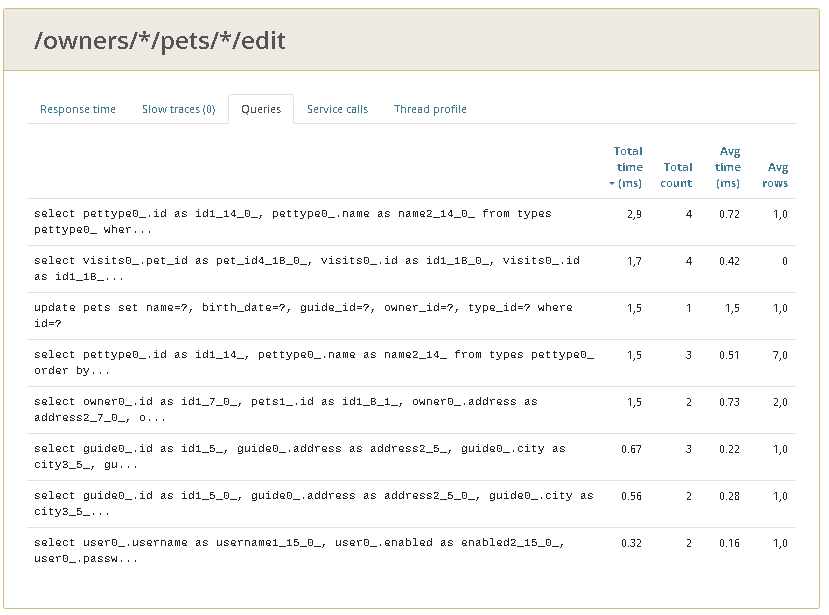 /owners/*/pets/*/edit
Response time Slow traces (0) Queries Service calls Thread profile
Total time (ms) Total count Avg time (ms) Avg rows
select pettype0_.id as id1_14_0_, pettype0_.name as name2_14_0_ from types
pettype0_ wher... 2,9 4 0.72 1,0
select visits0_.pet_id as pet_id4_18_0_, visits0_.id as id1_18_0_, visits0_.id
as id1_18_... 1,7 4 0.42 0
update pets set name=?, birth_date=?, guide_id=?, owner_id=?, type_id=? where
id=? 1,5 1 1,5 1,0
select pettype0_.id as id1_14_, pettype0_.name as name2_14_ from types pettype0_
order by... 1,5 3 0.51 7,0
select owner0_.id as id1_7_0_, pets1_.id as id1_8_1_, owner0_.address as
address2_7_0_, o... 1,5 2 0.73 2,0
select guide0_.id as id1_5_, guide0_.address as address2_5_, guide0_.city as
city3_5_, gu... 0.67 3 0.22 1,0
select guide0_.id as id1_5_0_, guide0_.address as address2_5_0_, guide0_.city as
city3_5_... 0.56 2 0.28 1,0
select user0_.username as username1_15_0_, user0_.enabled as enabled2_15_0_,
user0_.passw... 0.32 2 0.16 1,0